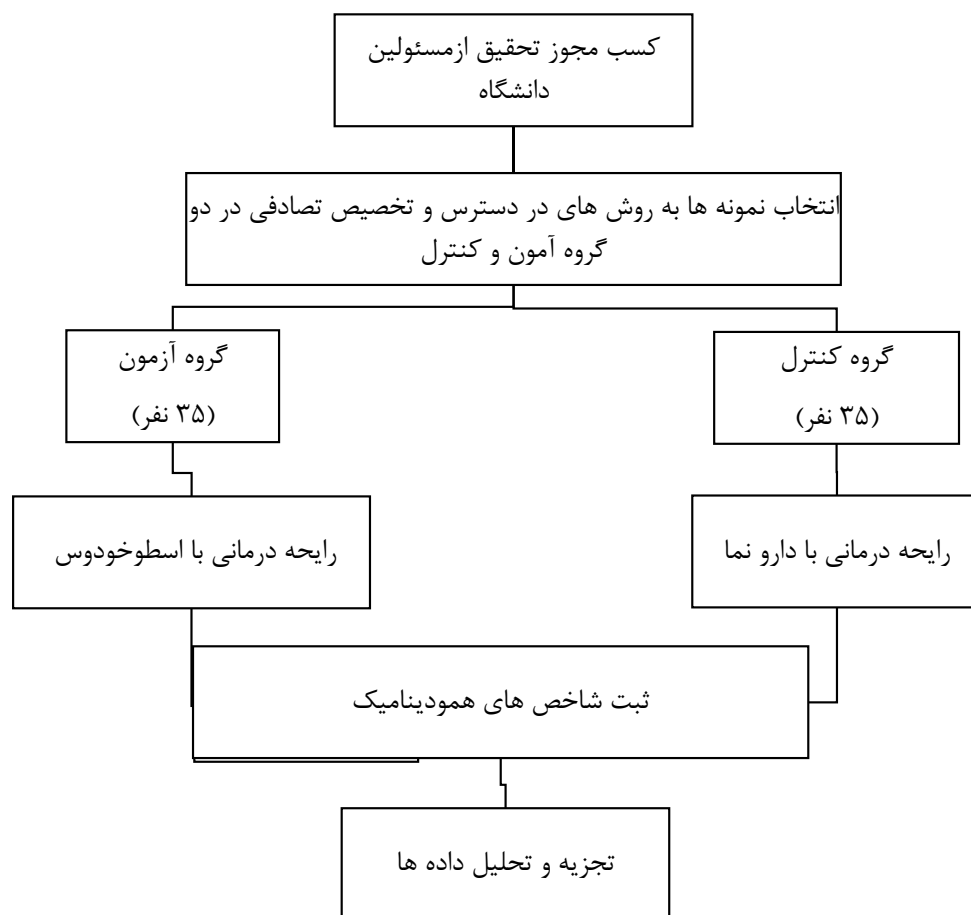 کسب مجوز تحقیق ازمسئولین
دانشگاه
انتخاب نمونه ها به روش های در دسترس و تخصیص تصادفی در دو
گروه آمون و کنترل
گروه کنترل
(۳۵ نفر)
گروه آزمون
(۳۵ نفر)
رایحه درمانی با دارو نما
رایحه درمانی با اسطوخودوس
ثبت شاخص های همودینامیک
تجزیه و تحلیل داده ها